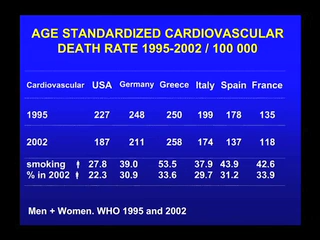 AGE STANDARDIZED CARDIOVASCULAR
DEATH RATE 1995-2002 / 100 000
Cardiovascular USA Germany Greece Italy Spain France
1995 227 248 250 199 178 135
2002 187 211 258 174 137 118
smoking 27.8 39.0 53.5 37.9 43.9 42.6
% in 2002 22.3 30.9 33.6 29.7 31.2 33.9
Men + Women. WHO 1995 and 2002